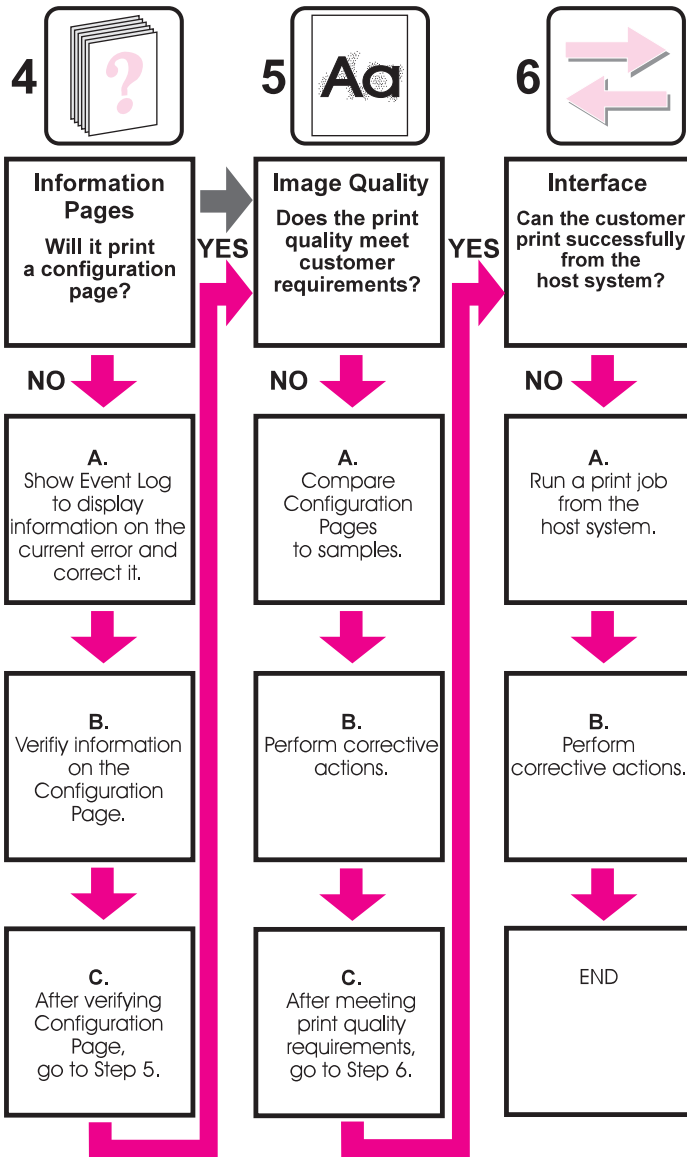 4
?
Information
Pages
Will it print
a configuration
page?
YES
NO
A.
Show Event Log
to display
information on the
current error and
correct it.
B.
Verifiy information
on the
Configuration
Page.
C.
After verifying
Configuration
Page,
go to Step 5.
5
Aa
Image Quality
Does the print
quality meet
customer
requirements?
YES
NO
A.
Compare
Configuration
Pages
to samples.
B.
Perform corrective
actions.
C.
After meeting
print quality
requirements,
go to Step 6.
6
Interface
Can the customer
print successfully
from the
host system?
NO
A.
Run a print job
from the
host system.
B.
Perform
corrective actions.
END